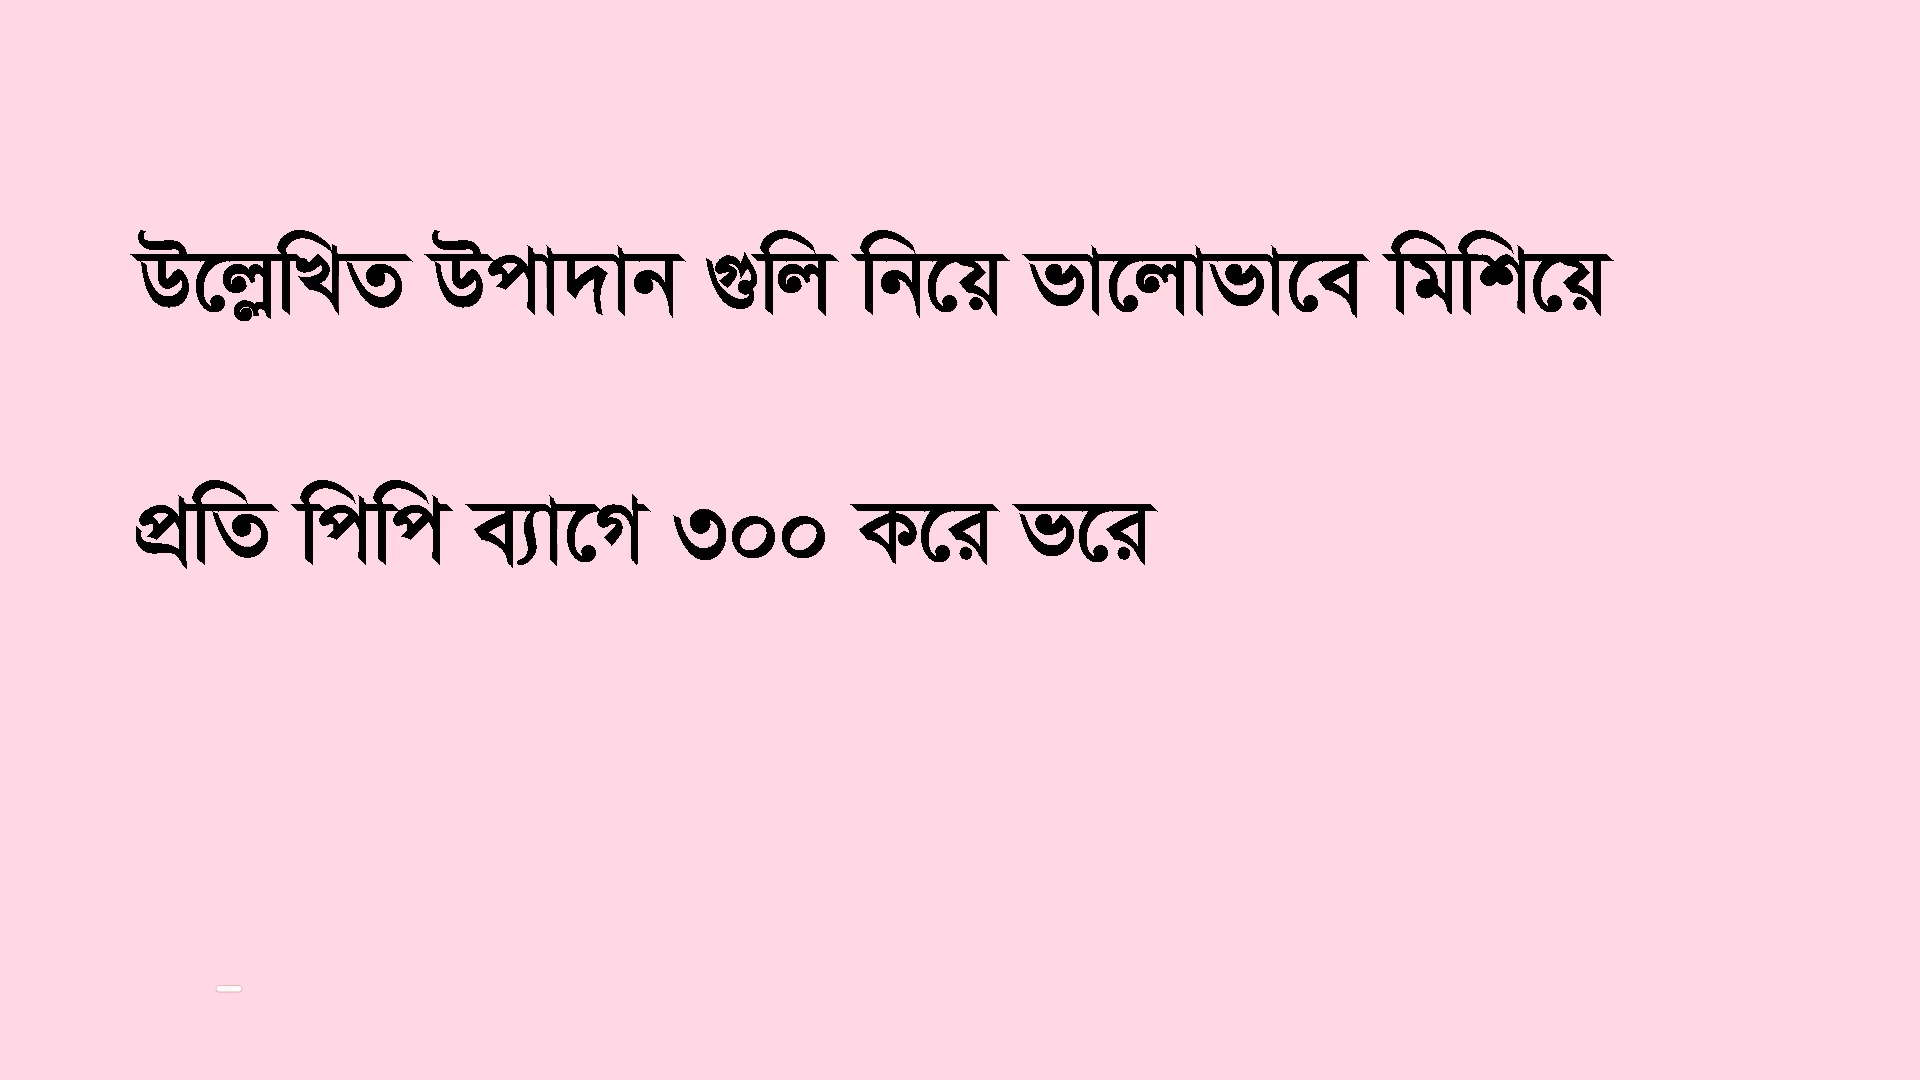 উল্লেখিত উপাদান গুলি নিয়ে ভালোভাবে মিশিয়ে
প্রতি পিপি ব্যাগে ৩০০ করে ভরে